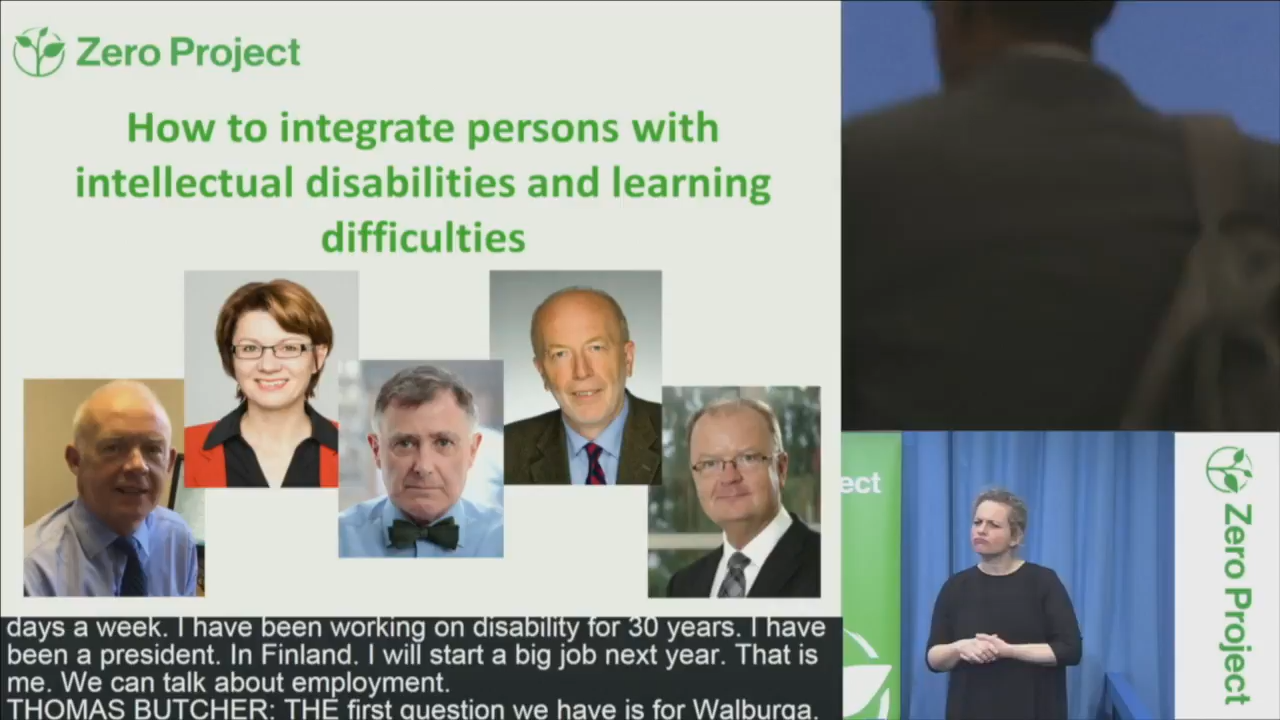 Zero Project
How to integrate persons with
intellectual disabilities and learning
difficulties
days a week. I have been working on disability for 30 years. I have
been a president. In Finland. I will start a big job next year. That is
me. We can talk about employment.
THOMAS BUTCHER: THE first question we have is for Walburga.
ect
Zero Project